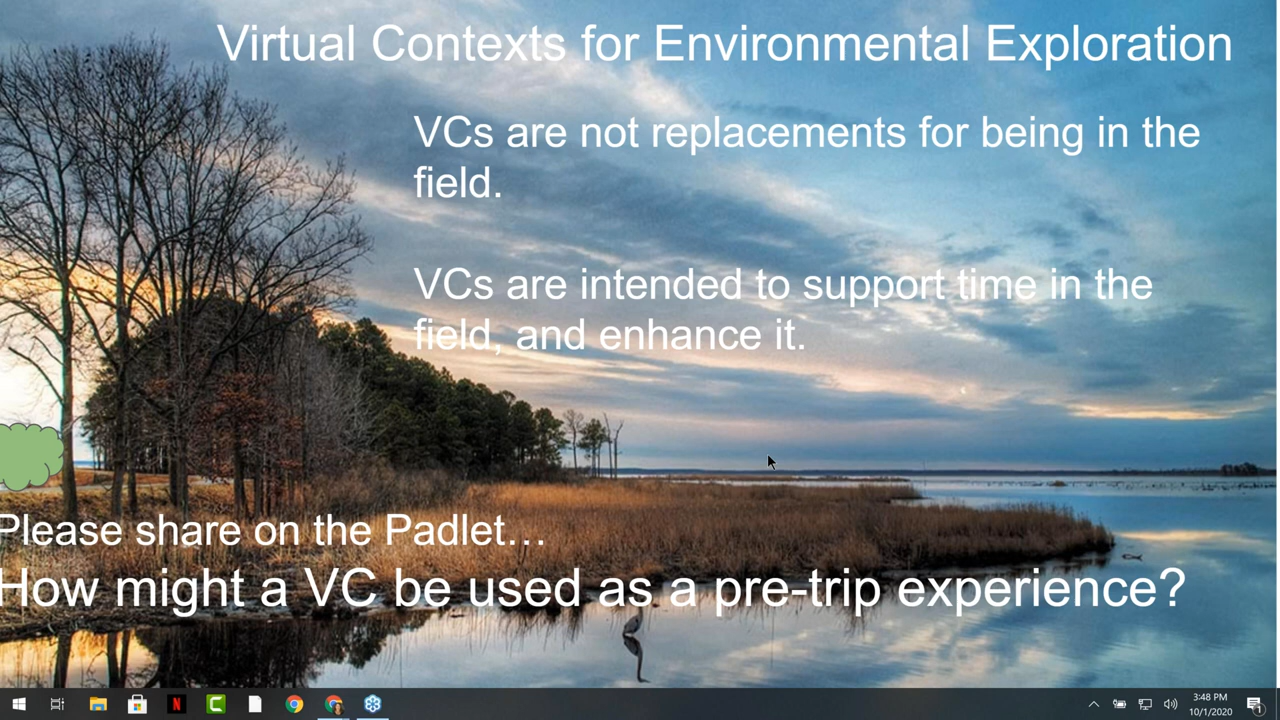 Virtual Contexts for Environmental Exploration
VCs are not replacements for being in the
field.
VCs are intended to support time in the
field, and enhance it.
Please share on the Padlet…
How might a VC be used as a pre-trip experience?
3:48 PM
10/1/2020